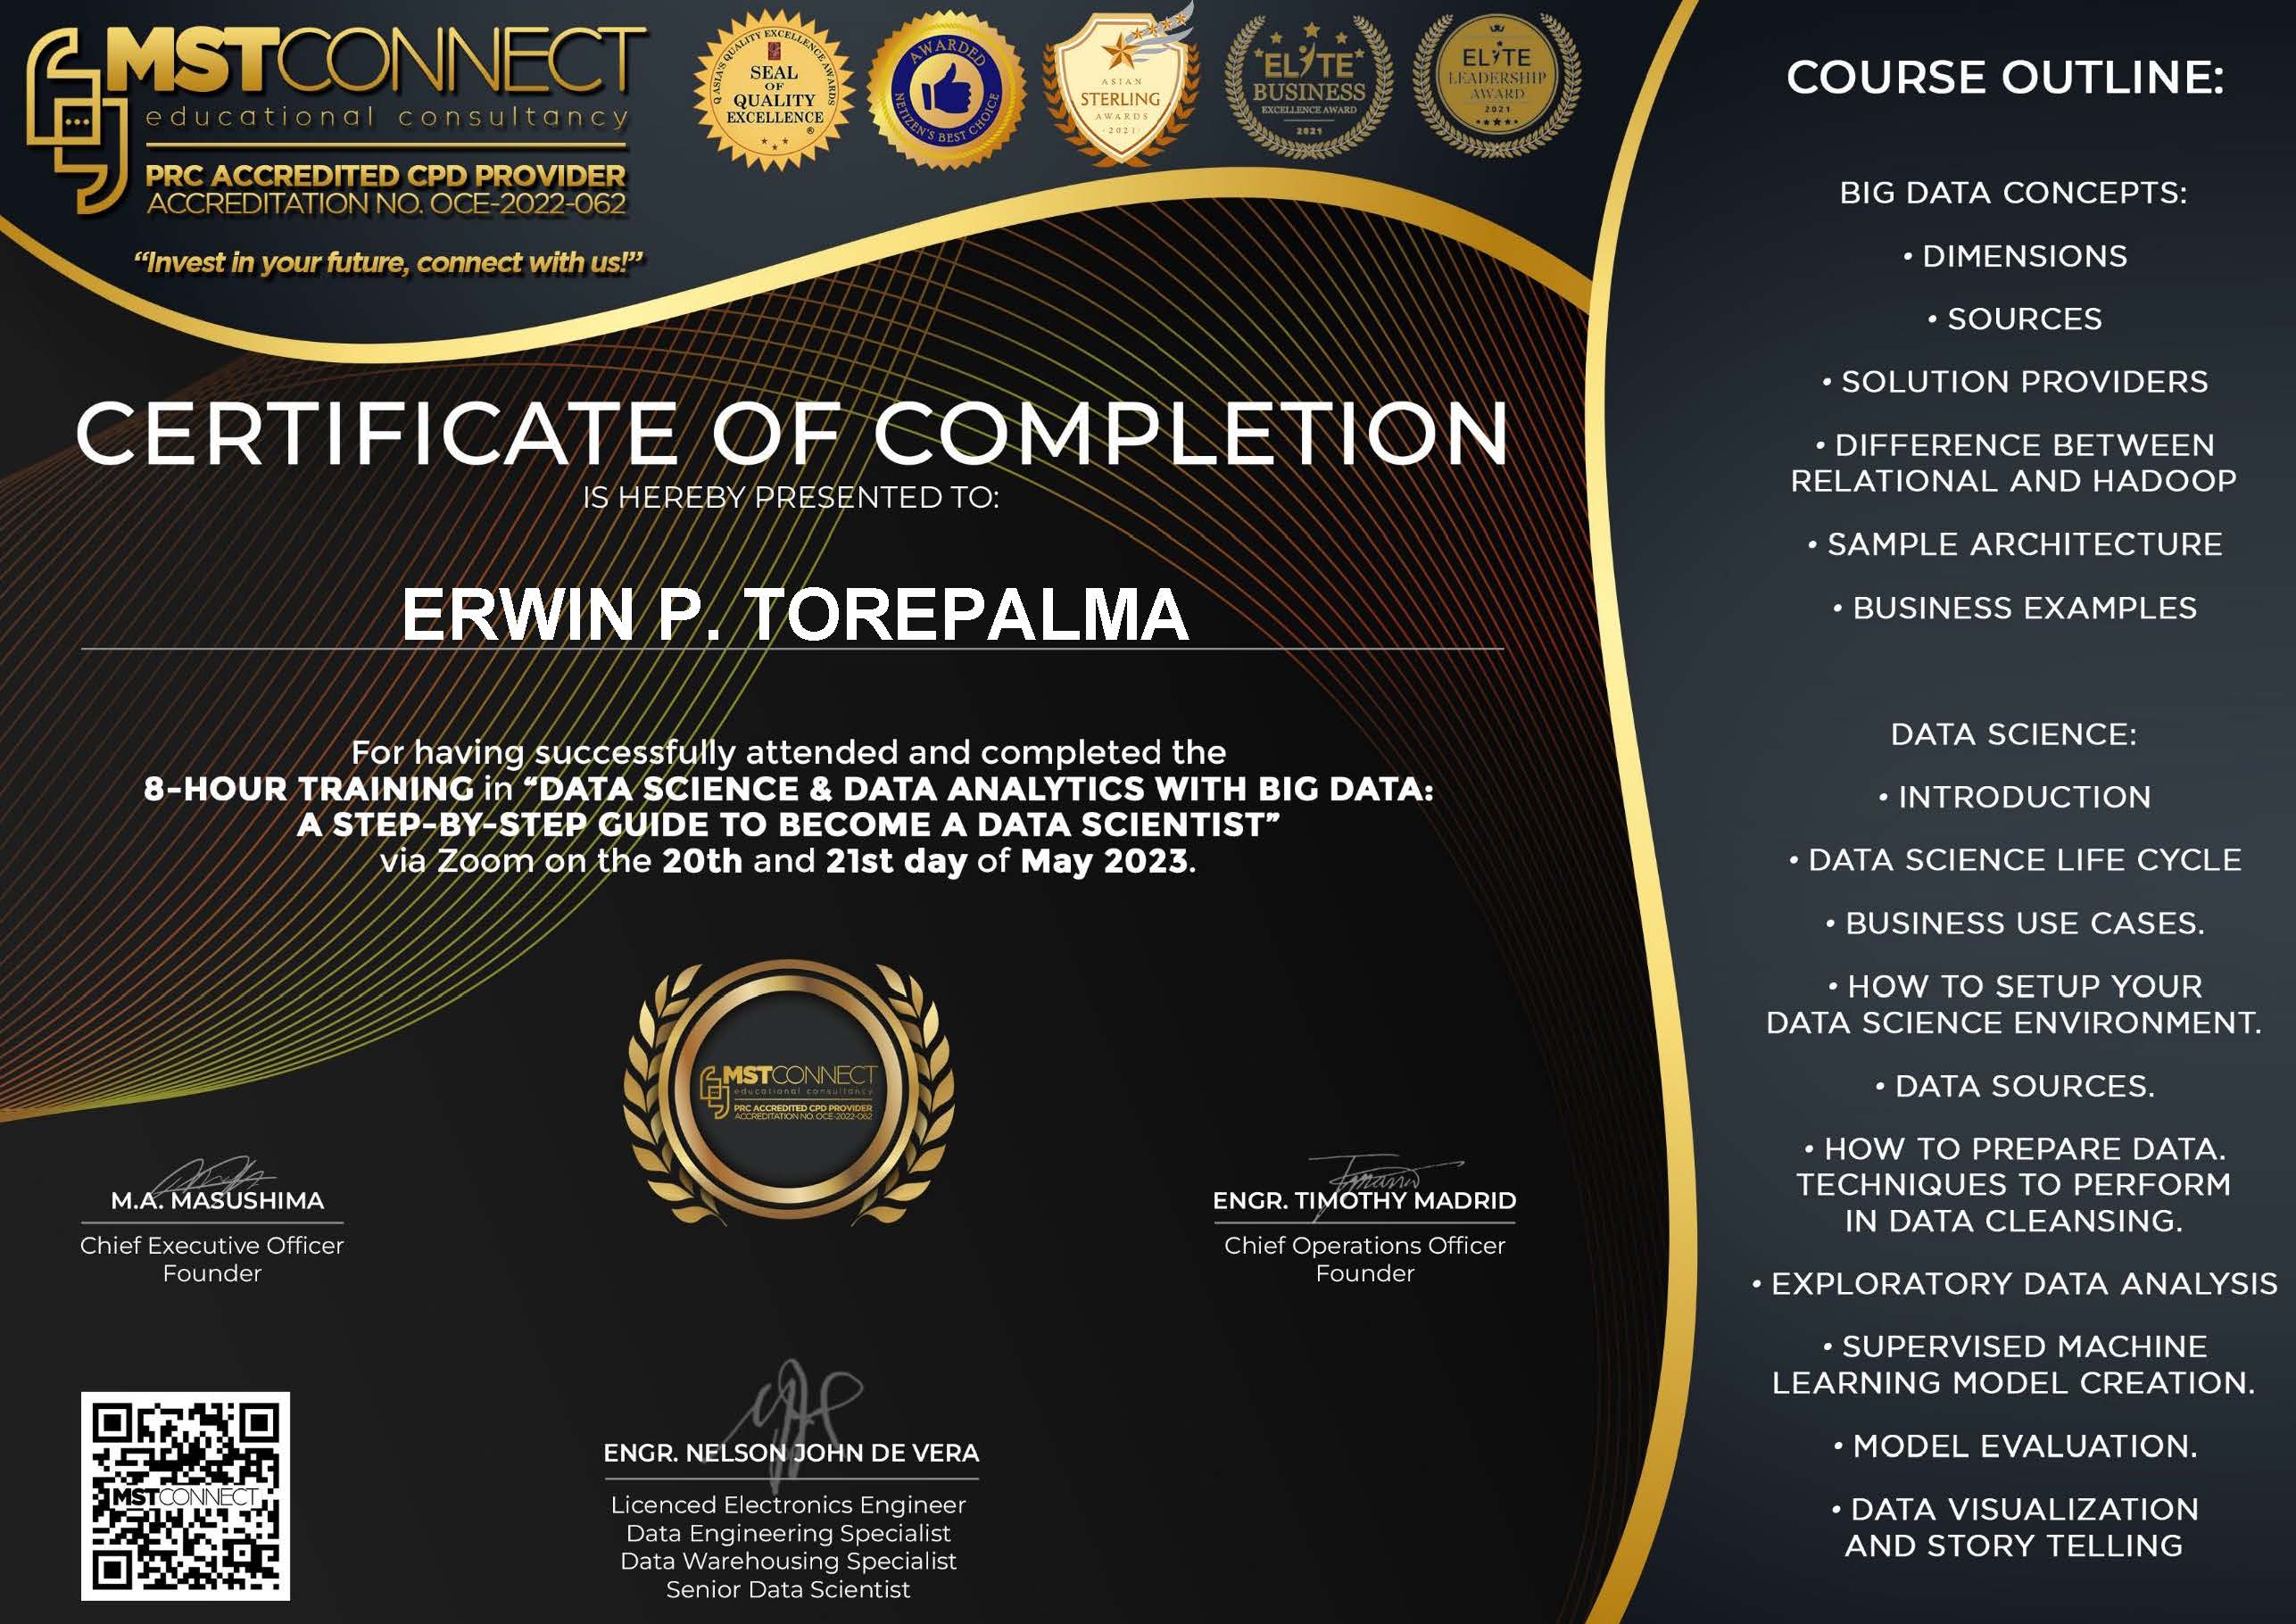 MSTCONNECT
educational consultancy
PRC ACCREDITED CPD PROVIDER
ACCREDITATION NO. OCE-2022-062
“Invest in your future, connect with us!”
Q ASIA'S QUALITY EXCELLENCE AWARDS
SEAL
OF
QUALITY
EXCELLENCE
®
AWARDED
NETIZEN'S BEST CHOICE
ASIAN
STERLING
AWARDS
2021
ELITE
BUSINESS
EXCELLENCE AWARD
2021
ELITE
LEADERSHIP
AWARD
2021
CERTIFICATE OF COMPLETION
IS HEREBY PRESENTED TO:
ERWIN P. TOREPALMA
For having successfully attended and completed the
8-HOUR TRAINING in “DATA SCIENCE & DATA ANALYTICS WITH BIG DATA:
A STEP-BY-STEP GUIDE TO BECOME A DATA SCIENTIST”
via Zoom on the 20th and 21st day of May 2023.
MSTCONNECT
educational consultancy
PRC ACCREDITED CPD PROVIDER
ACCREDITATION NO. OCE-2022-062
M.A. MASUSHIMA
Chief Executive Officer
Founder
ENGR. TIMOTHY MADRID
Chief Operations Officer
Founder
MSTCONNECT
ENGR. NELSON JOHN DE VERA
Licenced Electronics Engineer
Data Engineering Specialist
Data Warehousing Specialist
Senior Data Scientist
COURSE OUTLINE:
BIG DATA CONCEPTS:
• DIMENSIONS
• SOURCES
• SOLUTION PROVIDERS
• DIFFERENCE BETWEEN
RELATIONAL AND HADOOP
• SAMPLE ARCHITECTURE
• BUSINESS EXAMPLES
DATA SCIENCE:
• INTRODUCTION
• DATA SCIENCE LIFE CYCLE
• BUSINESS USE CASES.
• HOW TO SETUP YOUR
DATA SCIENCE ENVIRONMENT.
• DATA SOURCES.
• HOW TO PREPARE DATA.
TECHNIQUES TO PERFORM
IN DATA CLEANSING.
• EXPLORATORY DATA ANALYSIS
• SUPERVISED MACHINE
LEARNING MODEL CREATION.
• MODEL EVALUATION.
• DATA VISUALIZATION
AND STORY TELLING